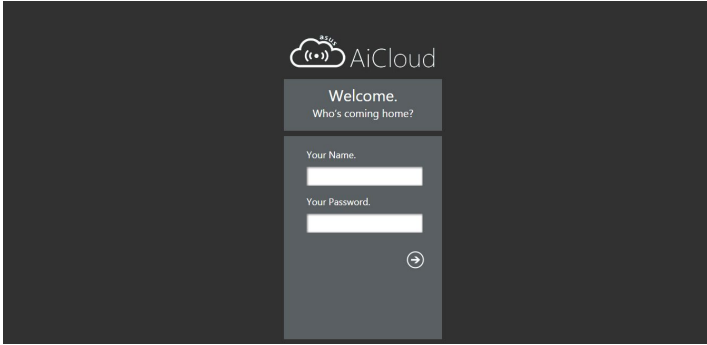 asus
AiCloud
Welcome.
Who's coming home?
Your Name.
Your Password.